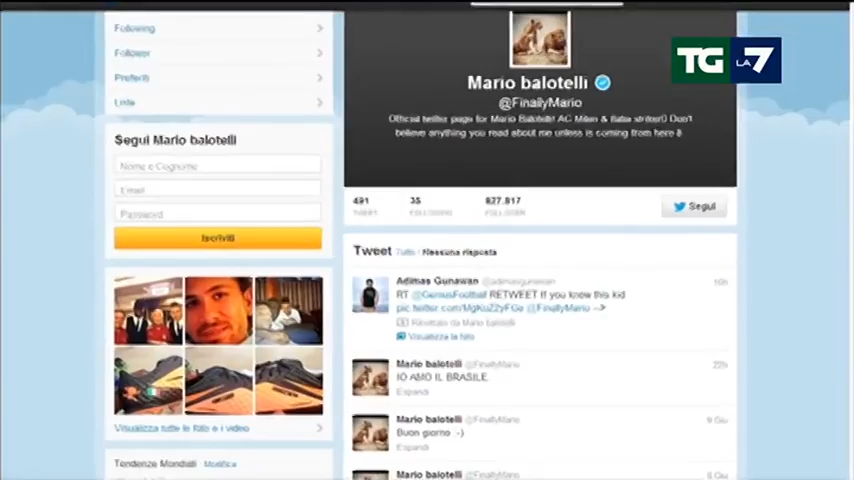 Following
Follower
Preferiti
Liste
Segui Mario balotelli
Nome e Cognome
Email
Password
Iscriviti
Visualizza tutte le foto e i video
Tendenze Mondiali Modifica
TG LA 7
Mario balotelli
@FinallyMario
Official twitter page for Mario Balotelli! AC Milan & Italia striker! Don't
believe anything you read about me unless is coming from here
491 35 827.817
TWEET FOLLOWING FOLLOWER
Segui
Tweet Tutto / Nessuna risposta
Adimas Gunawan @adimasgunawan 10h
RT @GeniusFootball RETWEET if you know this kid
@FinallyMario -->
Ritwittato da Mario balotelli
Visualizza la foto
Mario balotelli @FinallyMario 22h
IO AMO IL BRASILE
Espandi
Mario balotelli @FinallyMario 9 Giu
Buon giorno :-)
Espandi
Mario balotelli @FinallyMario